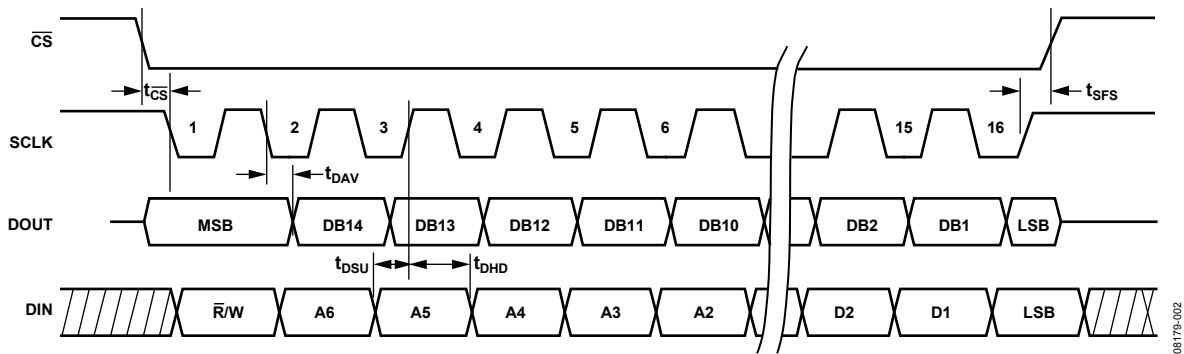 CS
tCS
tSFS
SCLK
1 2 3 4 5 6 15 16
tDAV
DOUT
MSB DB14 DB13 DB12 DB11 DB10 DB2 DB1 LSB
tDSU
tDHD
DIN
R/W A6 A5 A4 A3 A2 D2 D1 LSB
08179-002